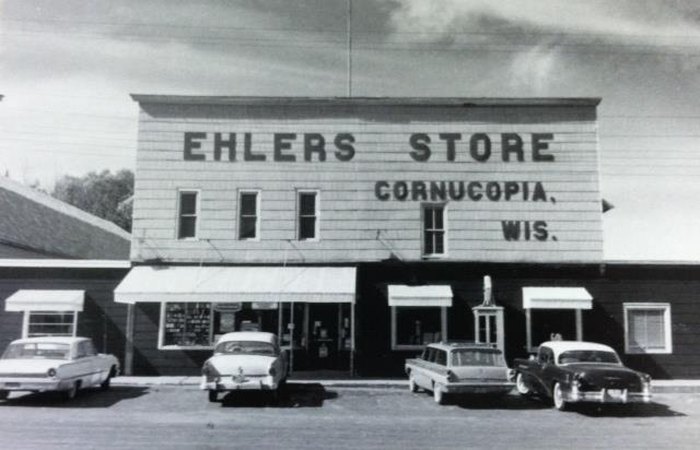 EHLERS STORE
CORNUCOPIA,
WIS.